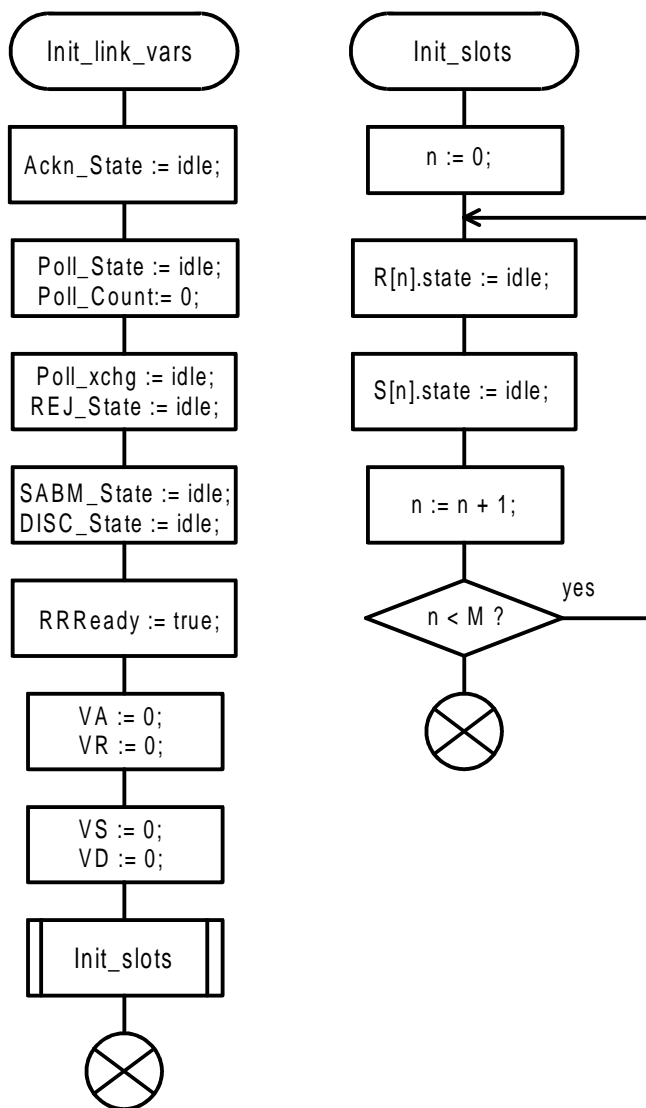 Init_link_vars
Ackn_State := idle;
Poll_State := idle;
Poll_Count:= 0;
Poll_xchg := idle;
REJ_State := idle;
SABM_State := idle;
DISC_State := idle;
RRReady := true;
VA := 0;
VR := 0;
VS := 0;
VD := 0;
Init_slots
Init_slots
n := 0;
R[n].state := idle;
S[n].state := idle;
n := n + 1;
n < M ?
yes